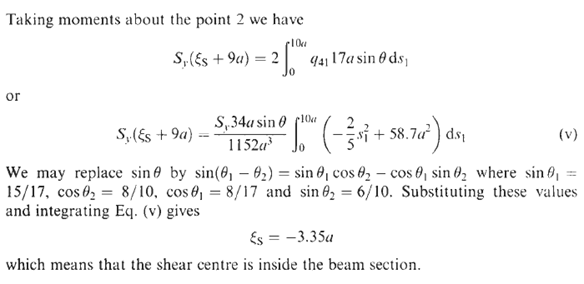 Taking moments about the point 2 we have
S_y(ξ_S + 9a) = 2 ∫_0^{10a} q_{41} 17a sin θ ds_1
or
S_y(ξ_S + 9a) = \frac{S_y 34a sin θ}{1152a^3} ∫_0^{10a} ( -\frac{2}{5}s_1^2 + 58.7a^2 ) ds_1 (v)
We may replace sin θ by sin(θ_1 − θ_2) = sin θ_1 cos θ_2 − cos θ_1 sin θ_2 where sin θ_1 =
15/17, cos θ_2 = 8/10, cos θ_1 = 8/17 and sin θ_2 = 6/10. Substituting these values
and integrating Eq. (v) gives
ξ_S = −3.35a
which means that the shear centre is inside the beam section.